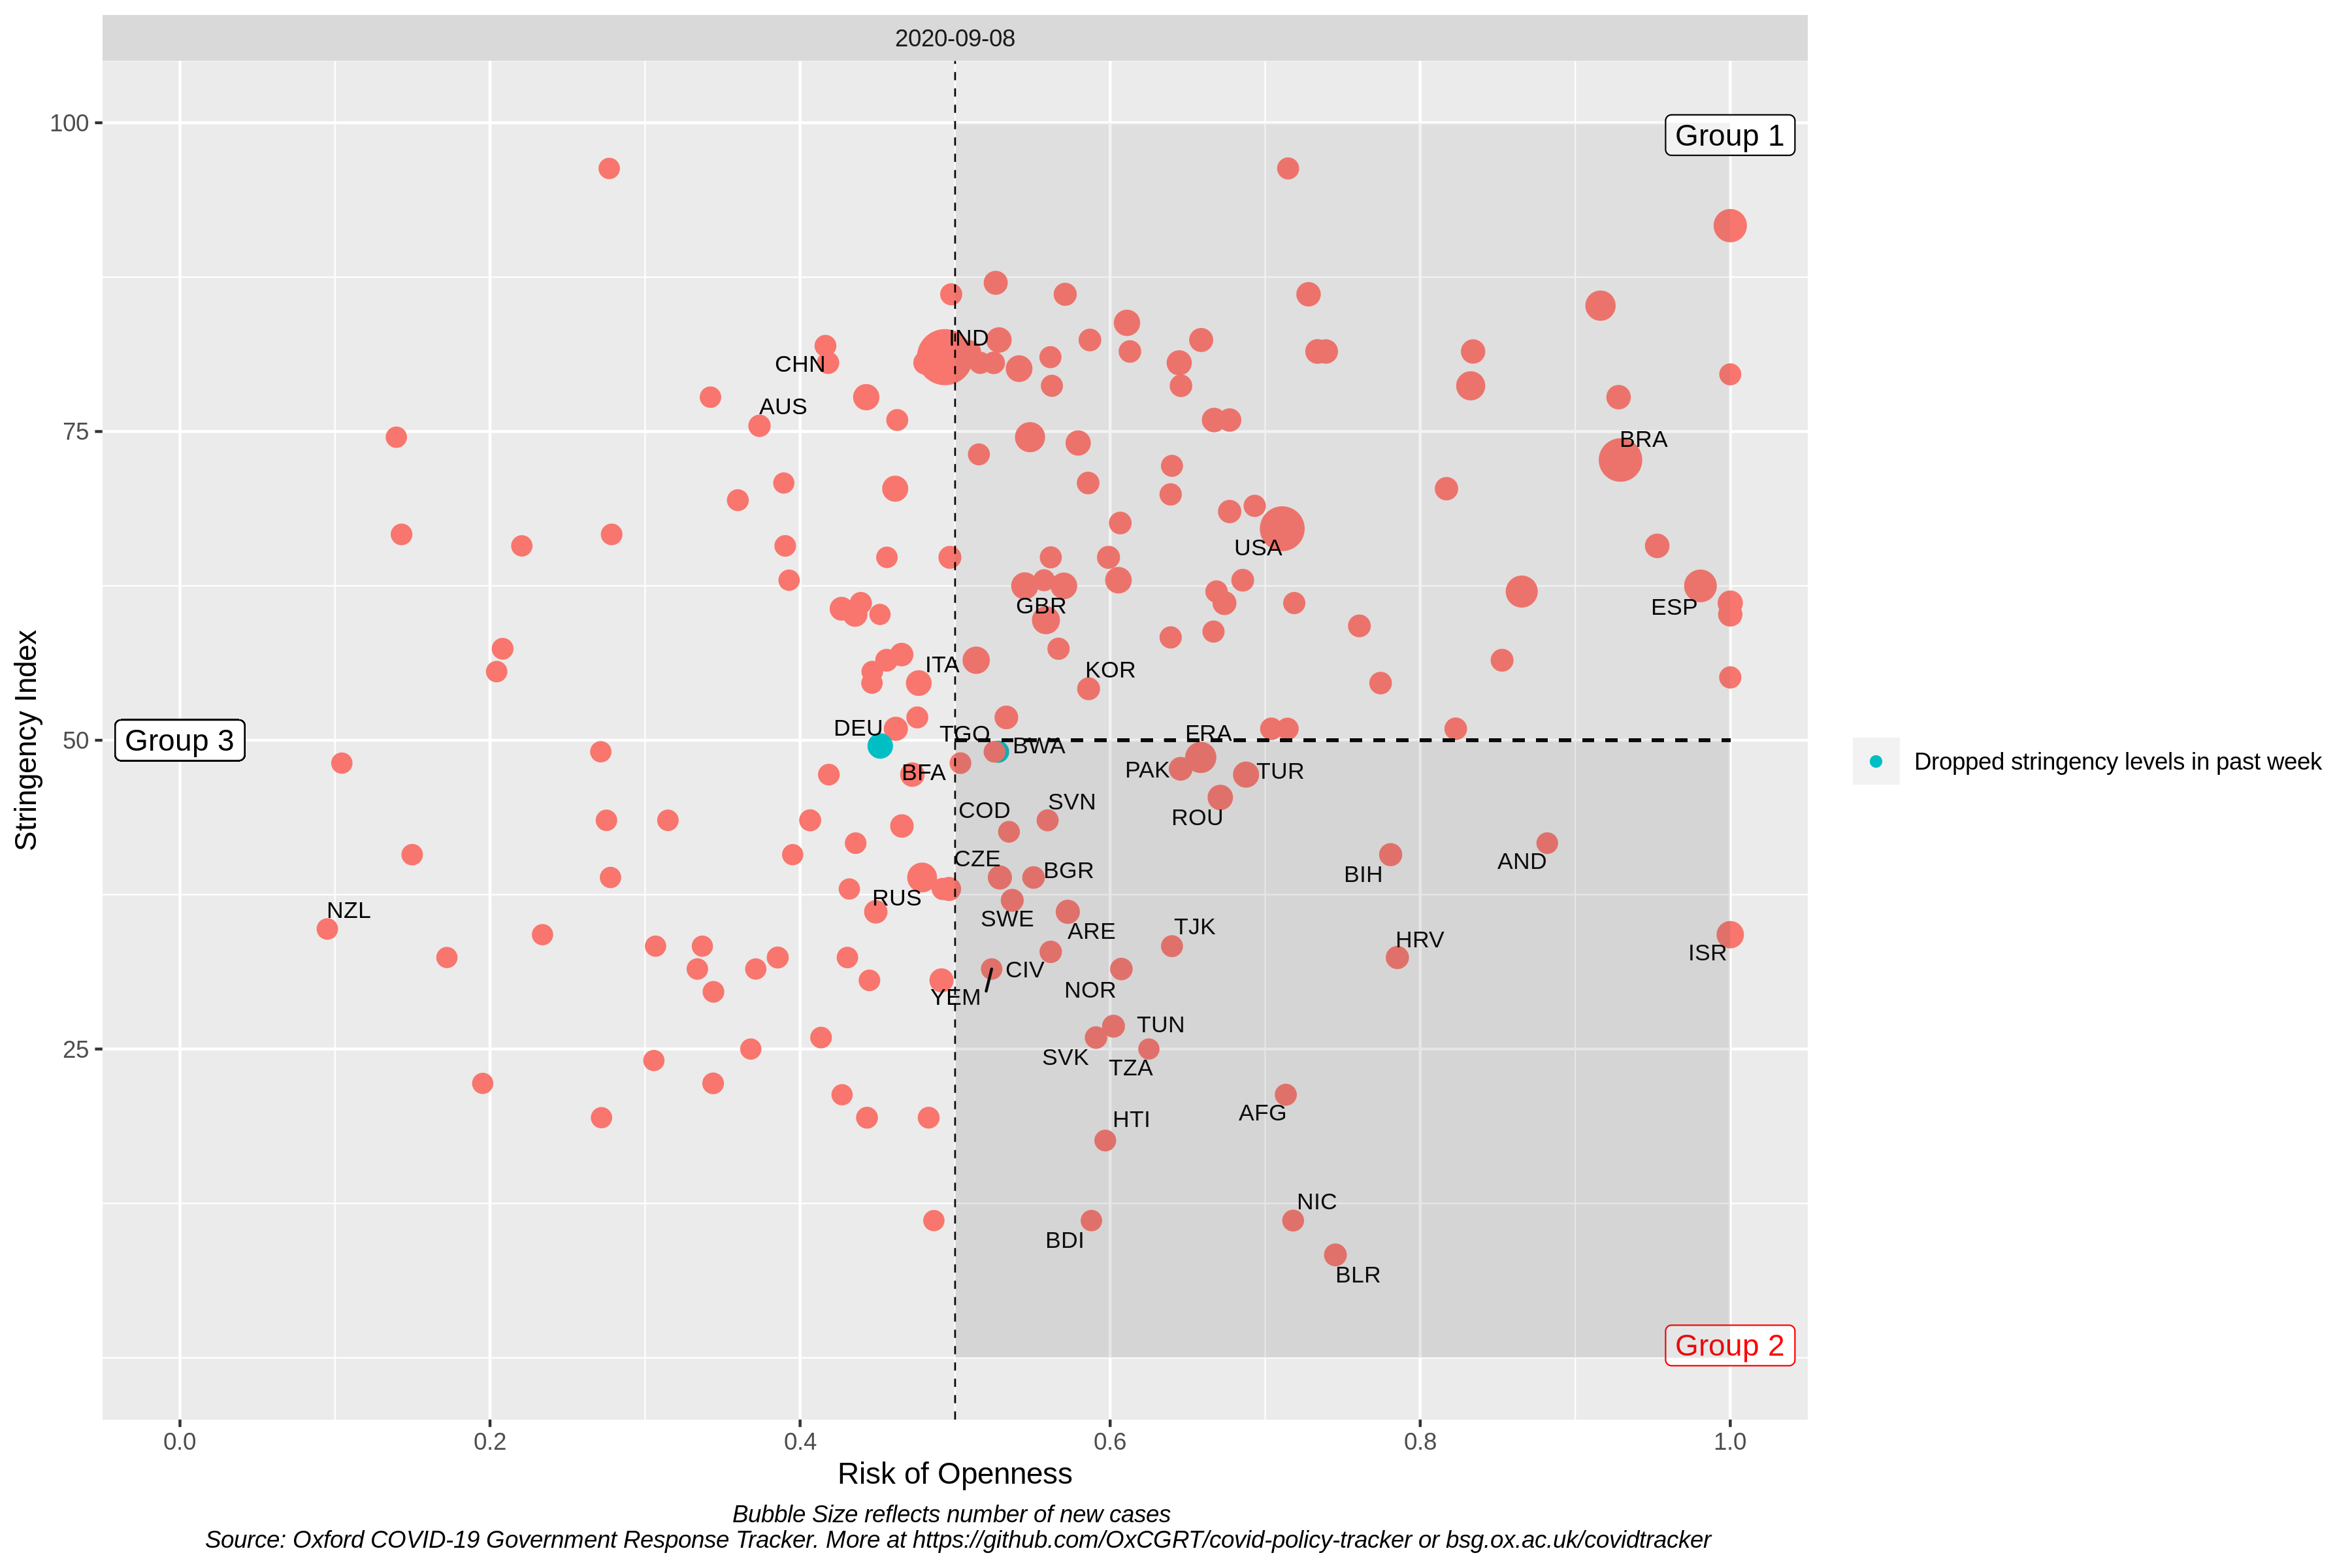 2020-09-08
100
Group 1
IND
CHN
AUS
75
BRA
USA
GBR
ESP
ITA
KOR
DEU
TGO
FRA
Group 3
50
BWA
BFA
PAK
TUR
Dropped stringency levels in past week
SVN
COD
ROU
CZE
BGR
BIH
AND
RUS
NZL
SWE
ARE
TJK
HRV
ISR
CIV
YEM
NOR
TUN
25
SVK
TZA
AFG
HTI
NIC
BDI
BLR
Group 2
Stringency Index
0.0 0.2 0.4 0.6 0.8 1.0
Risk of Openness
Bubble Size reflects number of new cases
Source: Oxford COVID-19 Government Response Tracker. More at https://github.com/OxCGRT/covid-policy-tracker or bsg.ox.ac.uk/covidtracker